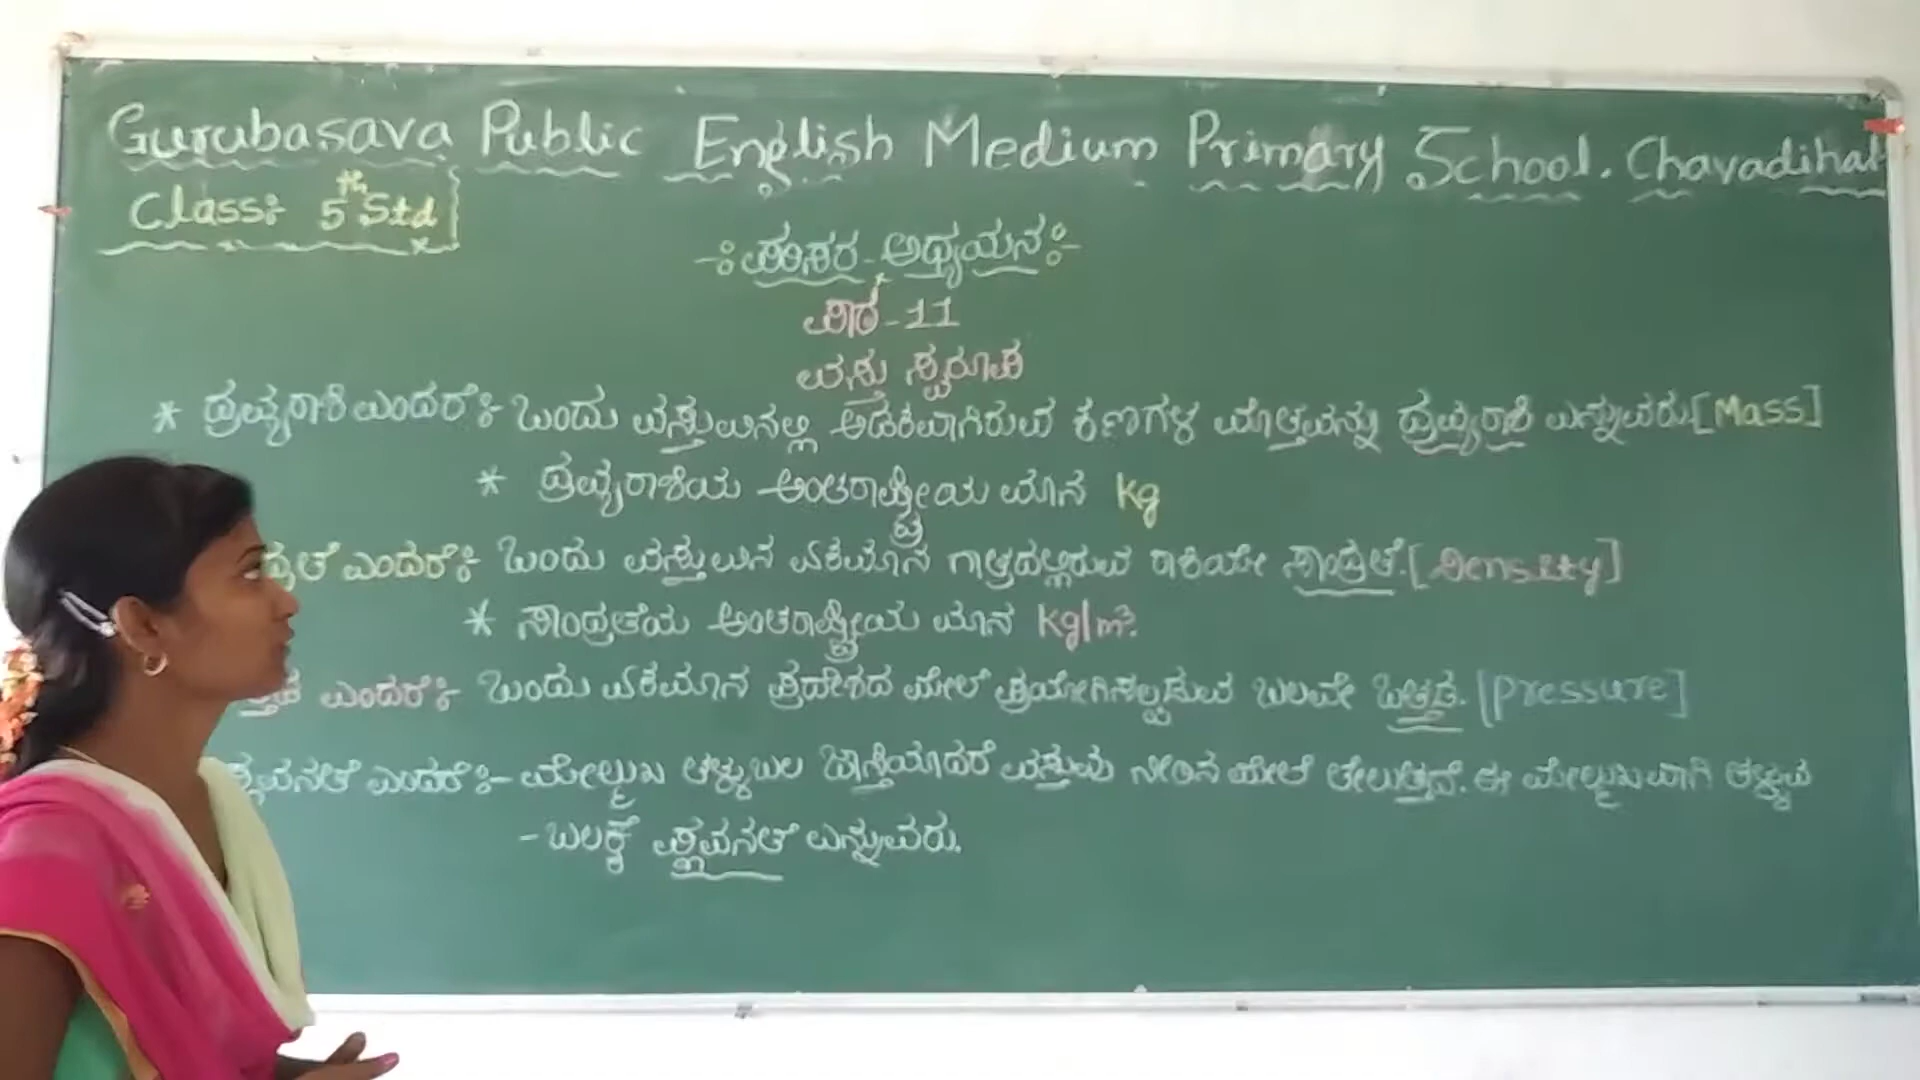 Gurubasava Public English Medium Primary School. Chavadihal
Class:- 5th Std
-: ಪರಿಸರ - ಅಧ್ಯಯನ :-
ಪಾಠ - 11
ವಸ್ತು ಸ್ವರೂಪ
* ದ್ರವ್ಯರಾಶಿ ಎಂದರೆ :- ಒಂದು ವಸ್ತುವಿನಲ್ಲಿ ಅಡಕವಾಗಿರುವ ಕಣಗಳ ಮೊತ್ತವನ್ನು ದ್ರವ್ಯರಾಶಿ ಎನ್ನುವರು [Mass]
* ದ್ರವ್ಯರಾಶಿಯ ಅಂತರಾಷ್ಟ್ರೀಯ ಮಾನ kg
ದ್ರತೆ ಎಂದರೆ :- ಒಂದು ವಸ್ತುವಿನ ಏಕಮಾನ ಗಾತ್ರದಲ್ಲಿರುವ ರಾಶಿಯೇ ಸಾಂದ್ರತೆ. [Density]
* ಸಾಂದ್ರತೆಯ ಅಂತರಾಷ್ಟ್ರೀಯ ಮಾನ kg/m³.
ತ್ತಡ ಎಂದರೆ :- ಒಂದು ಏಕಮಾನ ಪ್ರದೇಶದ ಮೇಲೆ ಪ್ರಯೋಗಿಸಲ್ಪಡುವ ಬಲವೇ ಒತ್ತಡ. [Pressure]
ಪ್ಲವನತೆ ಎಂದರೆ :- ಮೇಲ್ಮುಖ ತಳ್ಳುಬಲ ಜಾಸ್ತಿಯಾದರೆ ವಸ್ತುವು ನೀರಿನ ಮೇಲೆ ತೇಲುತ್ತದೆ. ಈ ಮೇಲ್ಮುಖವಾಗಿ ತಳ್ಳುವ
- ಬಲಕ್ಕೆ ಪ್ಲವನತೆ ಎನ್ನುವರು.